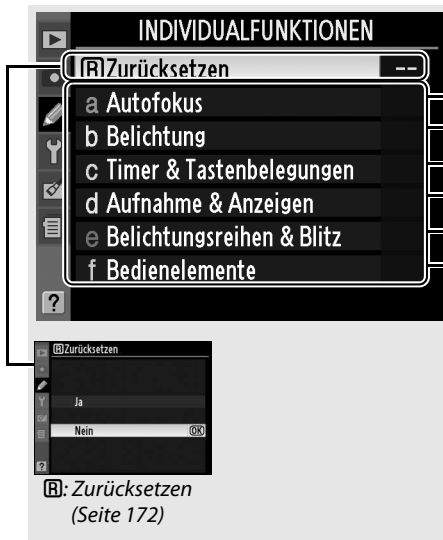 INDIVIDUALFUNKTIONEN
R Zurücksetzen --
a Autofokus
b Belichtung
c Timer & Tastenbelegungen
d Aufnahme & Anzeigen
e Belichtungsreihen & Blitz
f Bedienelemente
?
R Zurücksetzen
Ja
Nein OK
?
R: Zurücksetzen
(Seite 172)